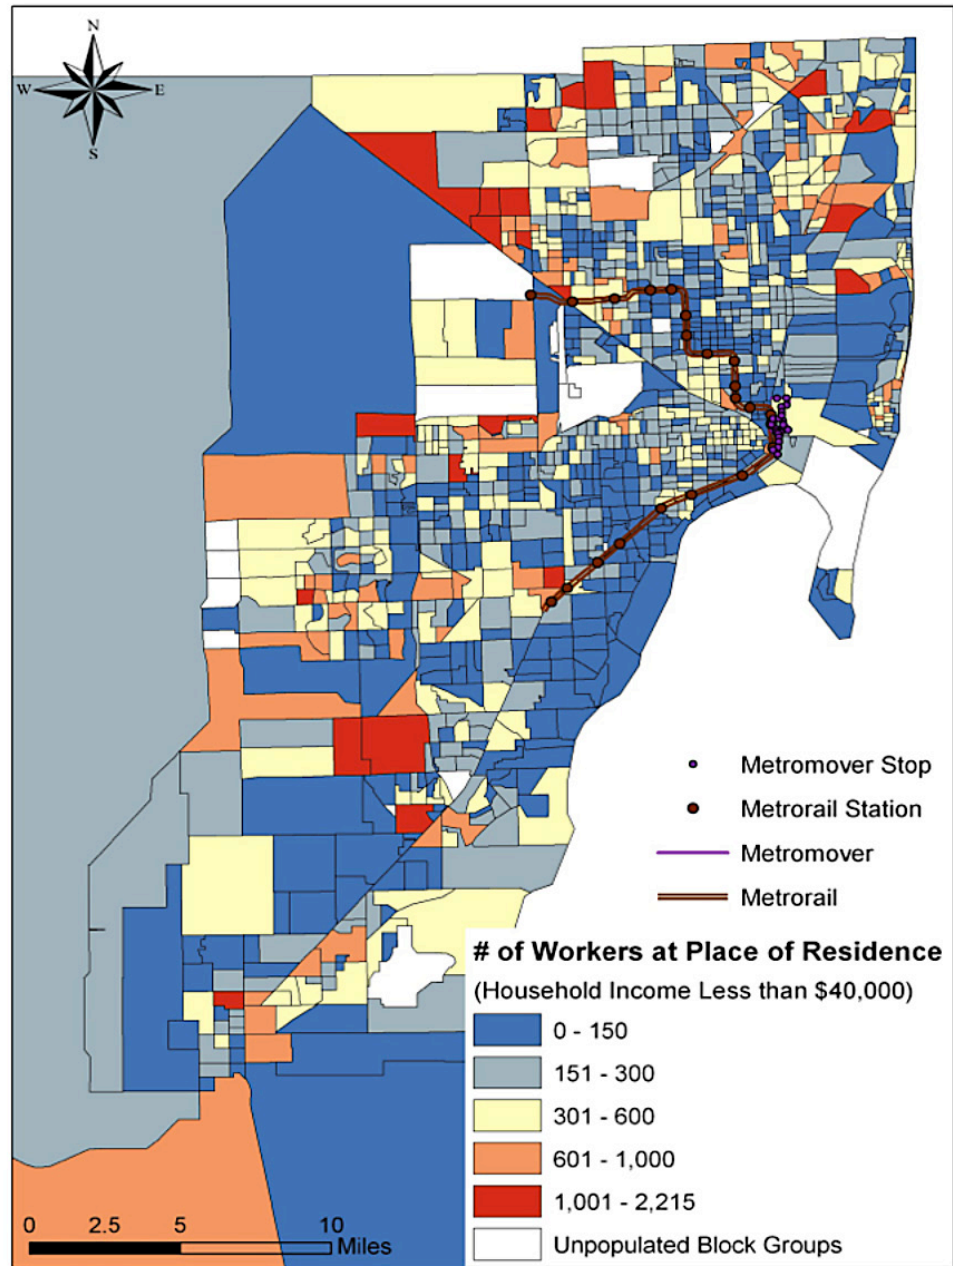 N
W E
S
Metromover Stop
Metrorail Station
Metromover
Metrorail
# of Workers at Place of Residence
(Household Income Less than $40,000)
0 - 150
151 - 300
301 - 600
601 - 1,000
1,001 - 2,215
Unpopulated Block Groups
0 2.5 5 10
Miles